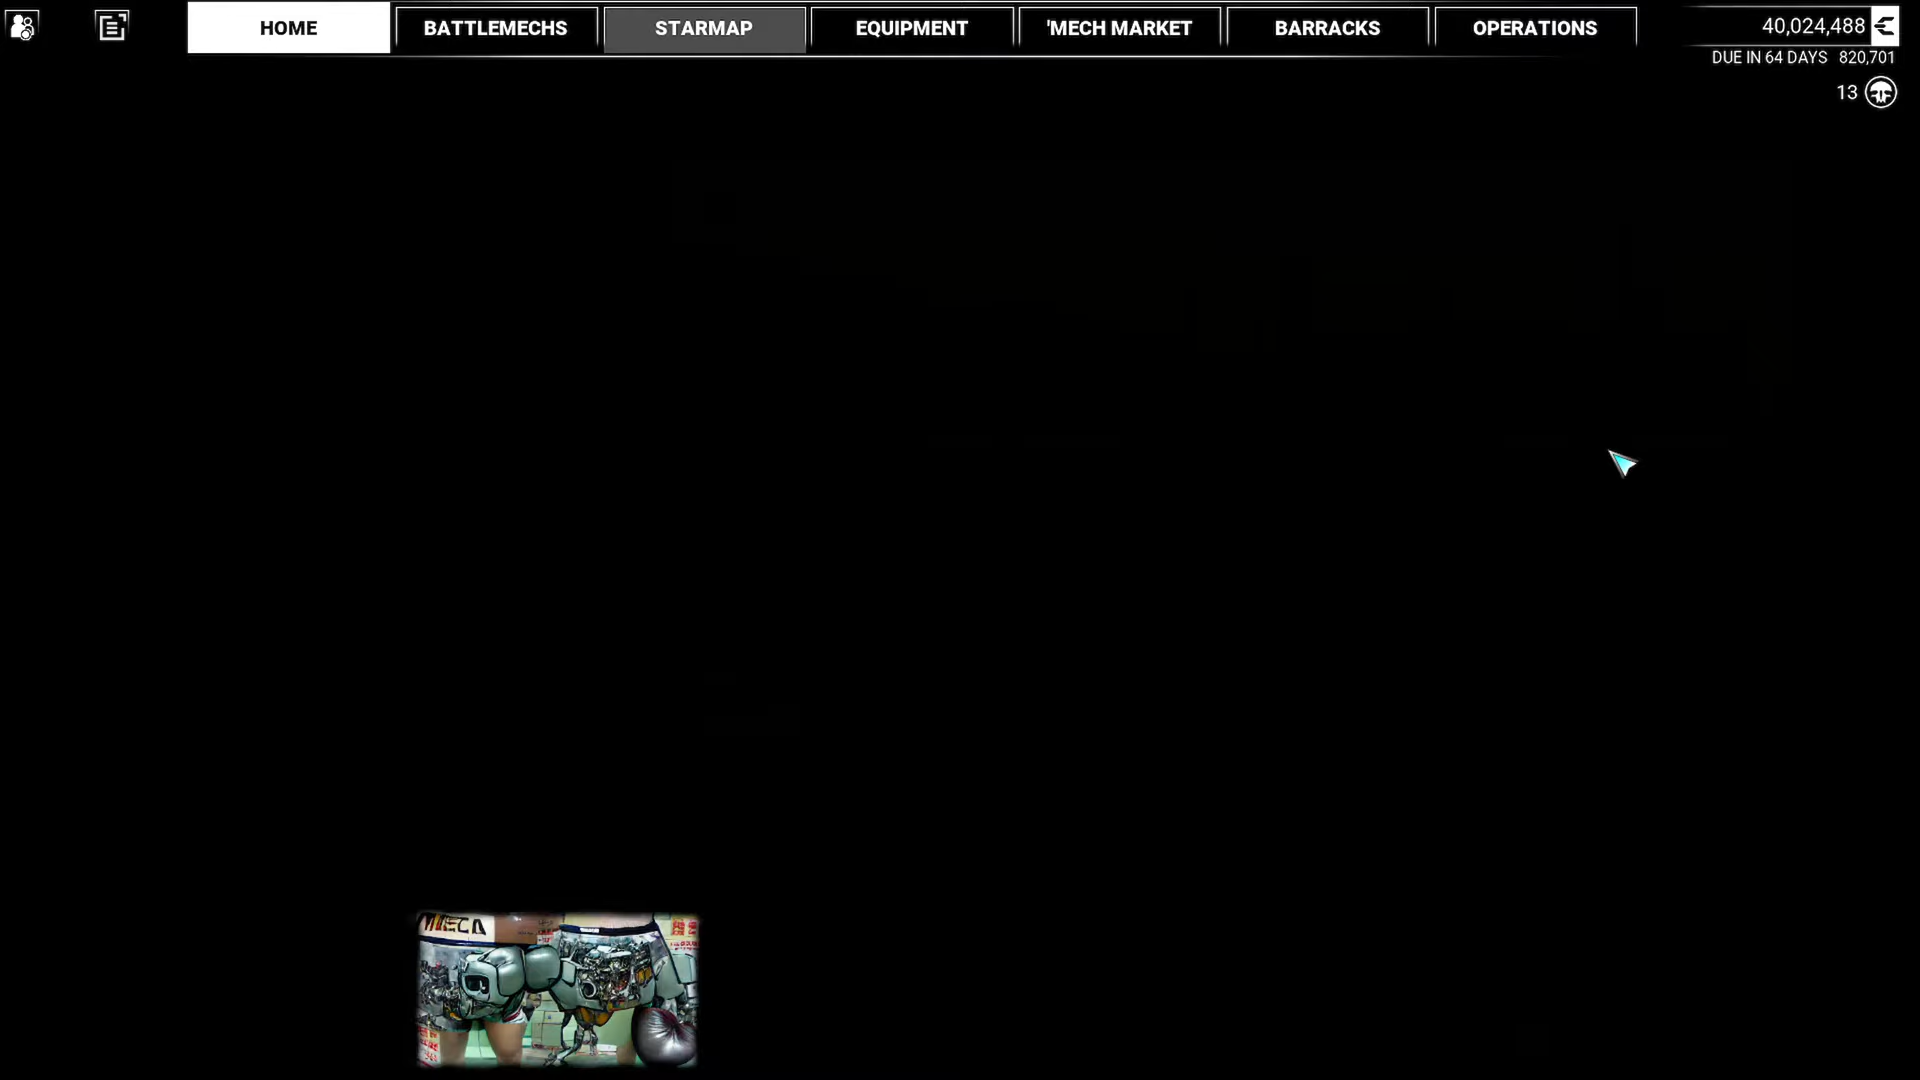 HOME
BATTLEMECHS
STARMAP
EQUIPMENT
'MECH MARKET
BARRACKS
OPERATIONS
40,024,488
DUE IN 64 DAYS 820,701
13